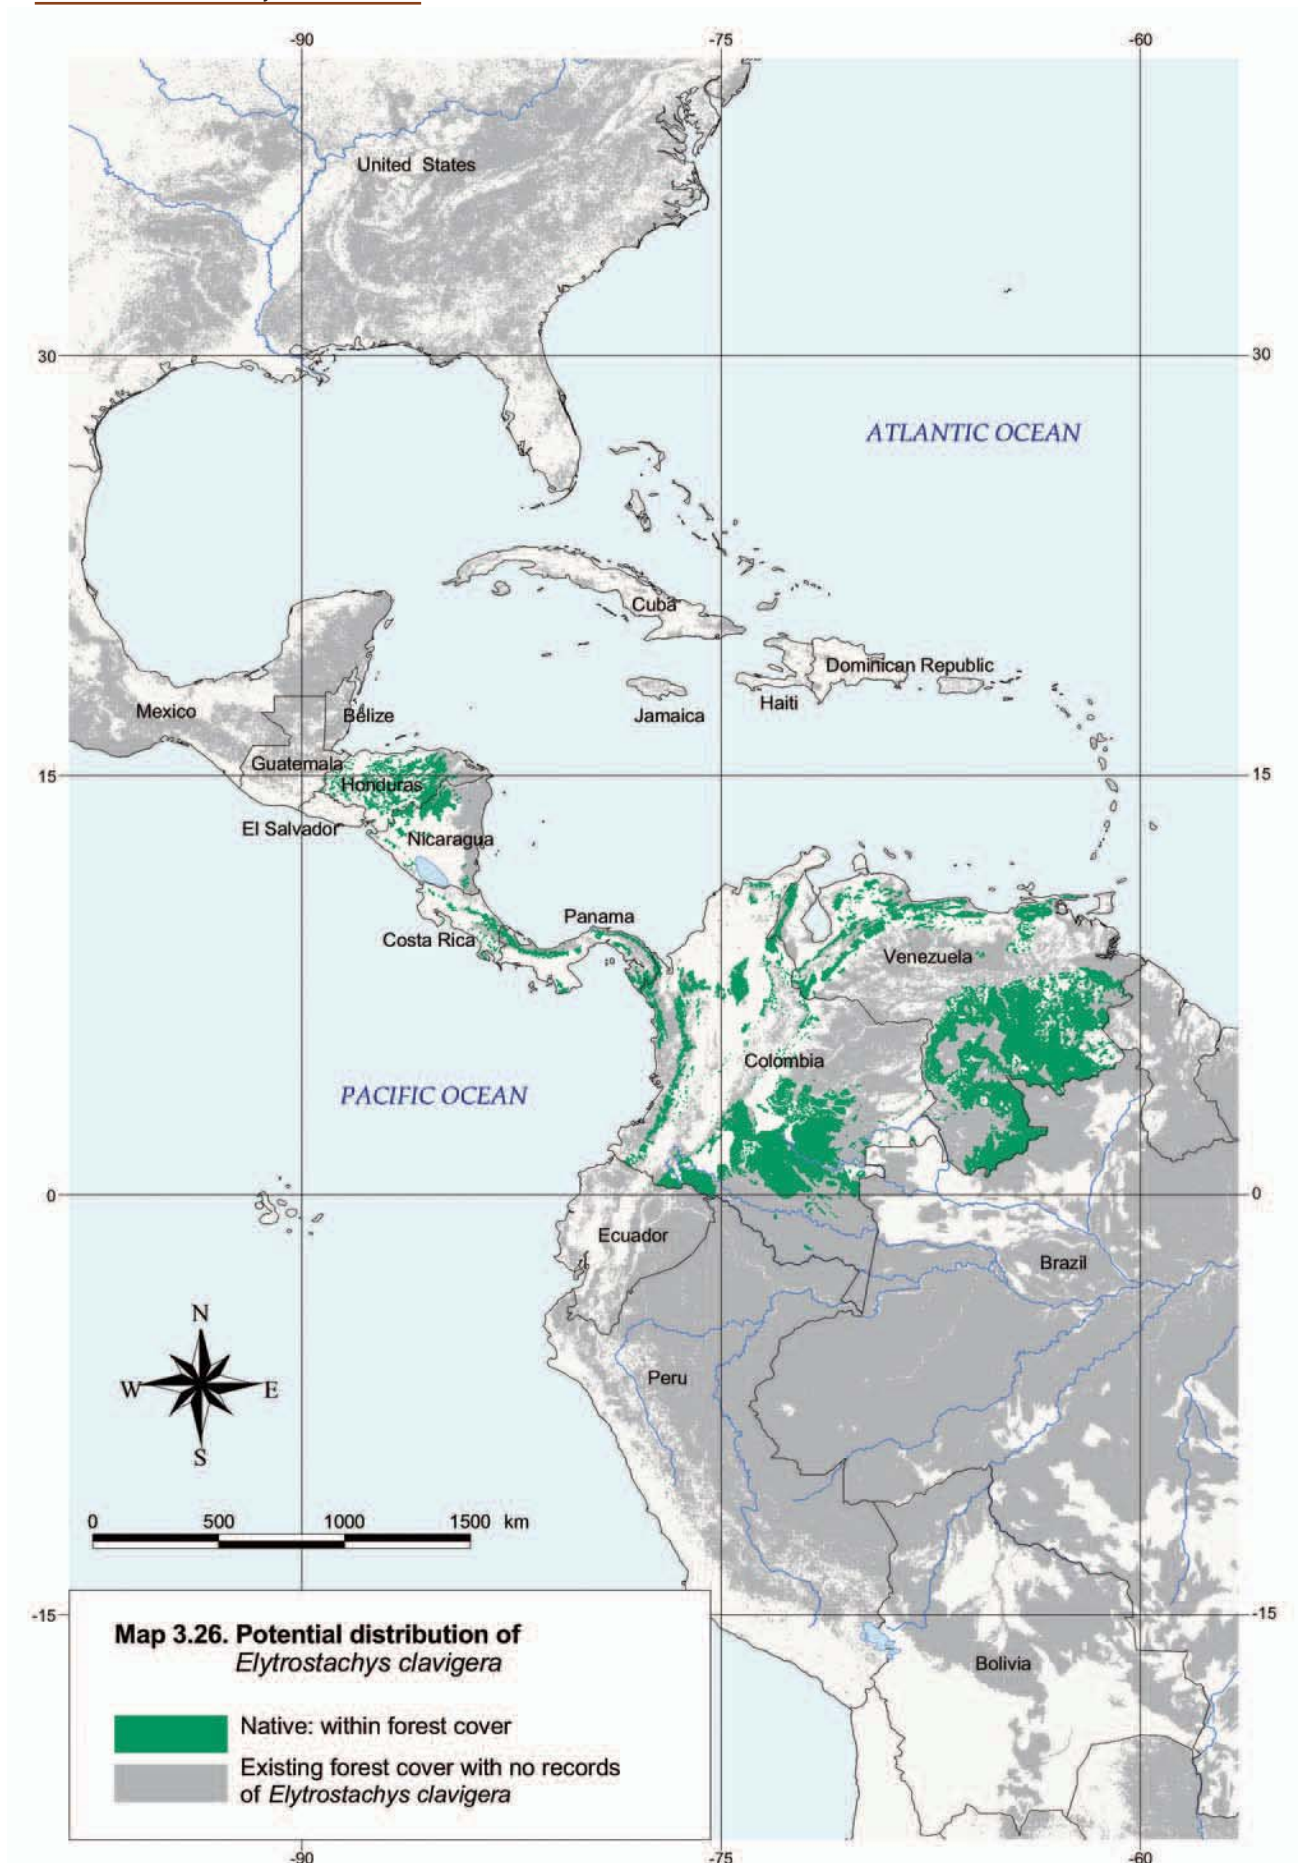 -90 -75 -60
United States
30 30
ATLANTIC OCEAN
Cuba
Dominican Republic
Haiti
Jamaica
Mexico
Belize
Guatemala
15 15
Honduras
El Salvador
Nicaragua
Panama
Costa Rica
Venezuela
Colombia
PACIFIC OCEAN
0 0
Ecuador
Brazil
N
W E
S
Peru
0 500 1000 1500 km
-15 -15
Map 3.26. Potential distribution of
Elytrostachys clavigera
Bolivia
Native: within forest cover
Existing forest cover with no records
of Elytrostachys clavigera
-90 -75 -60